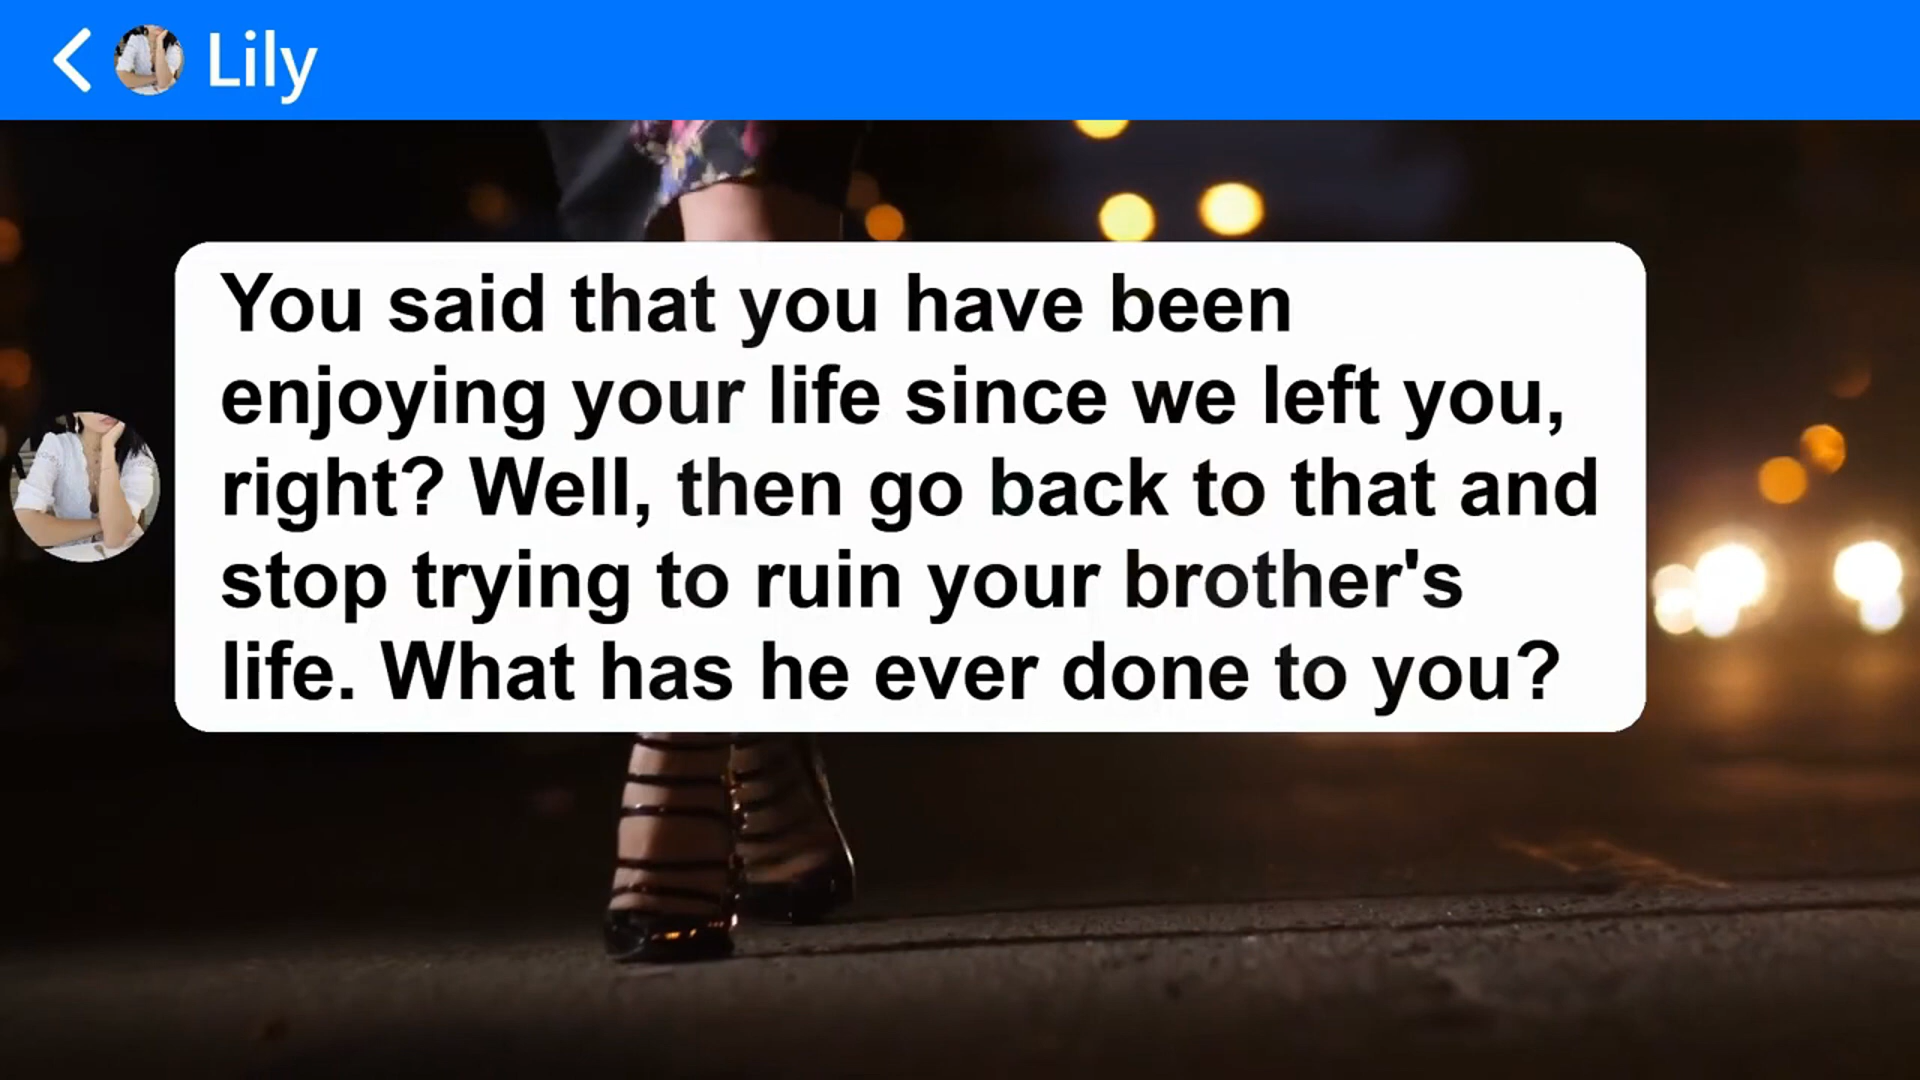 Lily
You said that you have been
enjoying your life since we left you,
right? Well, then go back to that and
stop trying to ruin your brother's
life. What has he ever done to you?